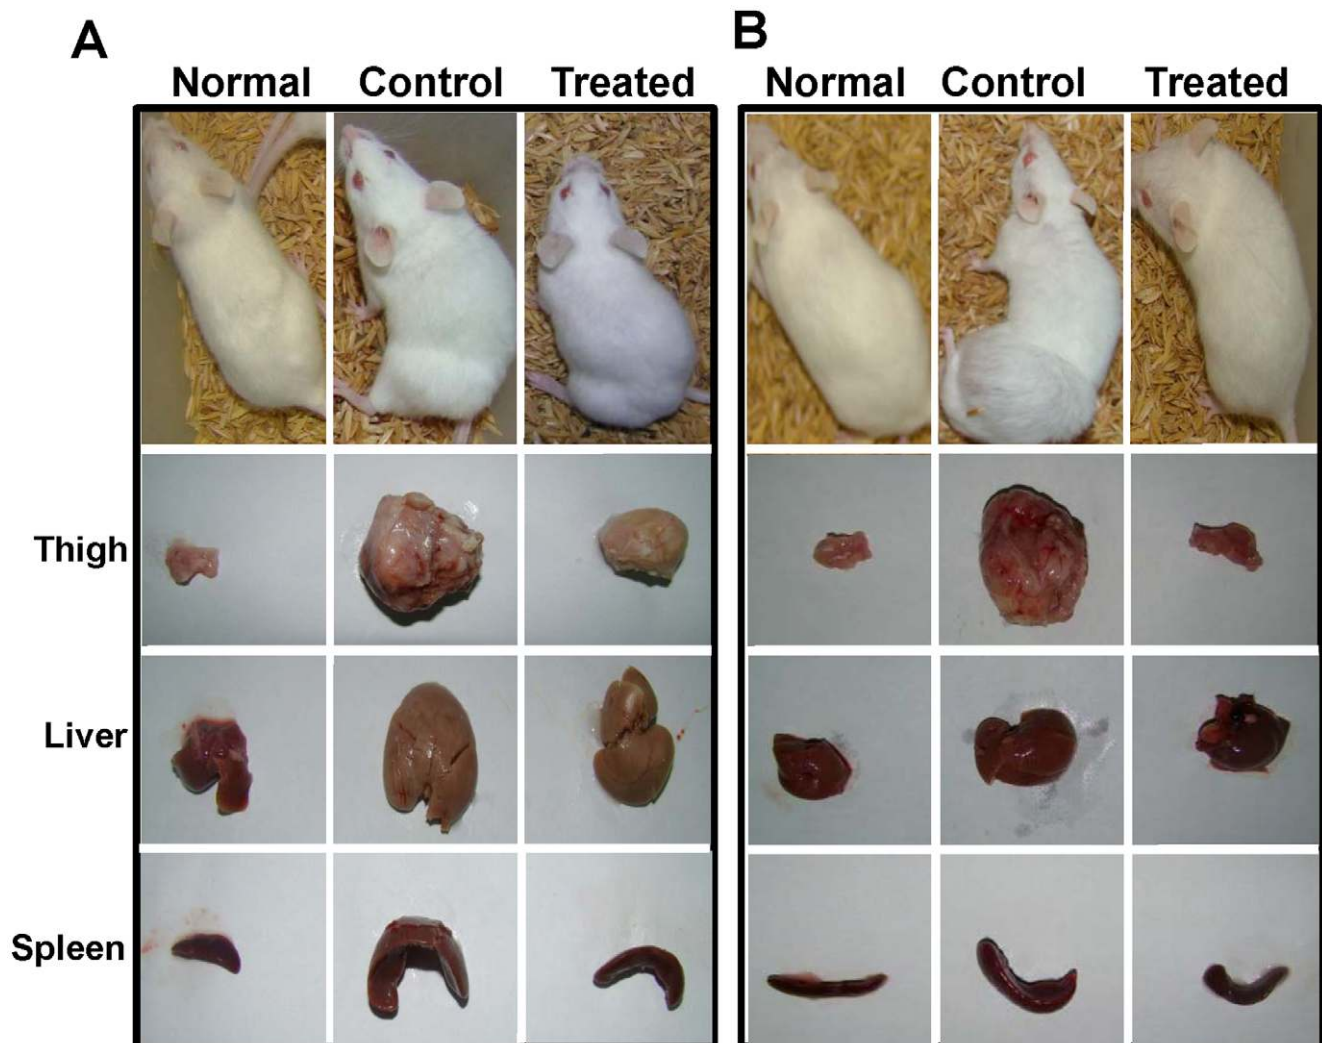 A
B
Normal Control Treated
Normal Control Treated
Thigh
Liver
Spleen